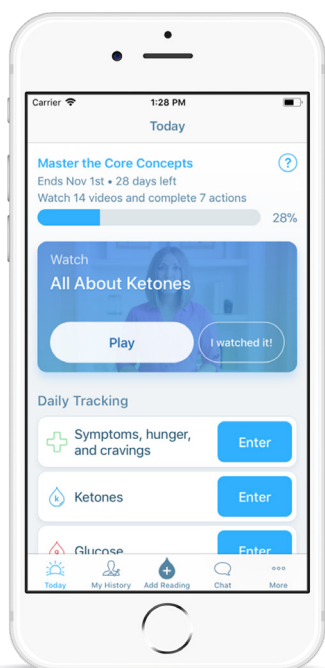 Carrier
1:28 PM
Today
Master the Core Concepts
?
Ends Nov 1st • 28 days left
Watch 14 videos and complete 7 actions
28%
Watch
All About Ketones
Play
I watched it!
Daily Tracking
Symptoms, hunger,
and cravings
Enter
k
Ketones
Enter
g
Glucose
Enter
Today
My History
Add Reading
Chat
More